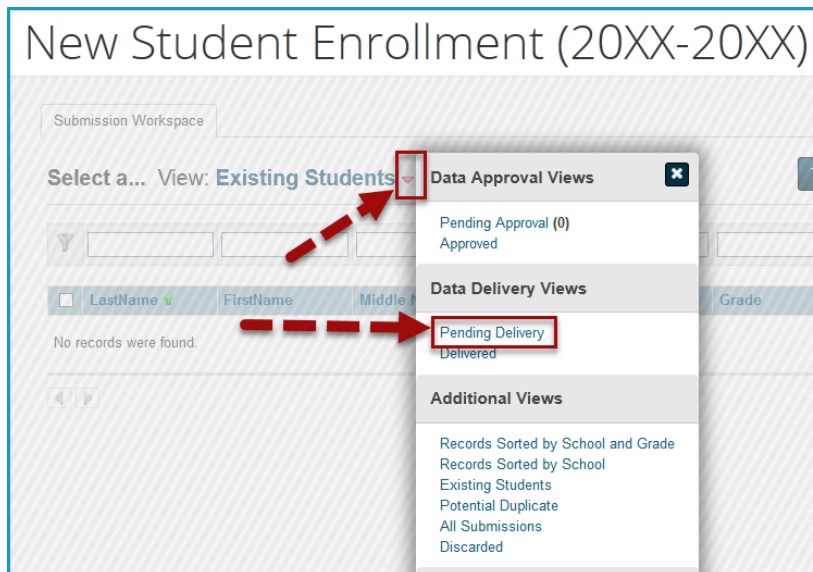 New Student Enrollment (20XX-20XX)
Submission Workspace
Select a... View: Existing Students
Data Approval Views
Pending Approval (0)
Approved
Data Delivery Views
LastName FirstName Middle Grade
Pending Delivery
No records were found.
Delivered
Additional Views
Records Sorted by School and Grade
Records Sorted by School
Existing Students
Potential Duplicate
All Submissions
Discarded